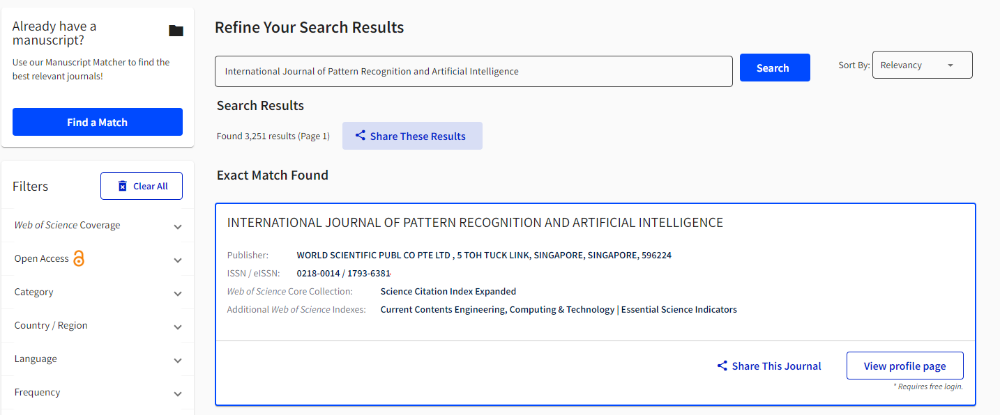 Already have a
manuscript?
Use our Manuscript Matcher to find the
best relevant journals!
Find a Match
Filters
Clear All
Web of Science Coverage
Open Access
Category
Country / Region
Language
Frequency
Refine Your Search Results
International Journal of Pattern Recognition and Artificial Intelligence
Search
Sort By: Relevancy
Search Results
Found 3,251 results (Page 1)
Share These Results
Exact Match Found
INTERNATIONAL JOURNAL OF PATTERN RECOGNITION AND ARTIFICIAL INTELLIGENCE
Publisher: WORLD SCIENTIFIC PUBL CO PTE LTD , 5 TOH TUCK LINK, SINGAPORE, SINGAPORE, 596224
ISSN / eISSN: 0218-0014 / 1793-6381
Web of Science Core Collection: Science Citation Index Expanded
Additional Web of Science Indexes: Current Contents Engineering, Computing & Technology | Essential Science Indicators
Share This Journal
View profile page
* Requires free login.